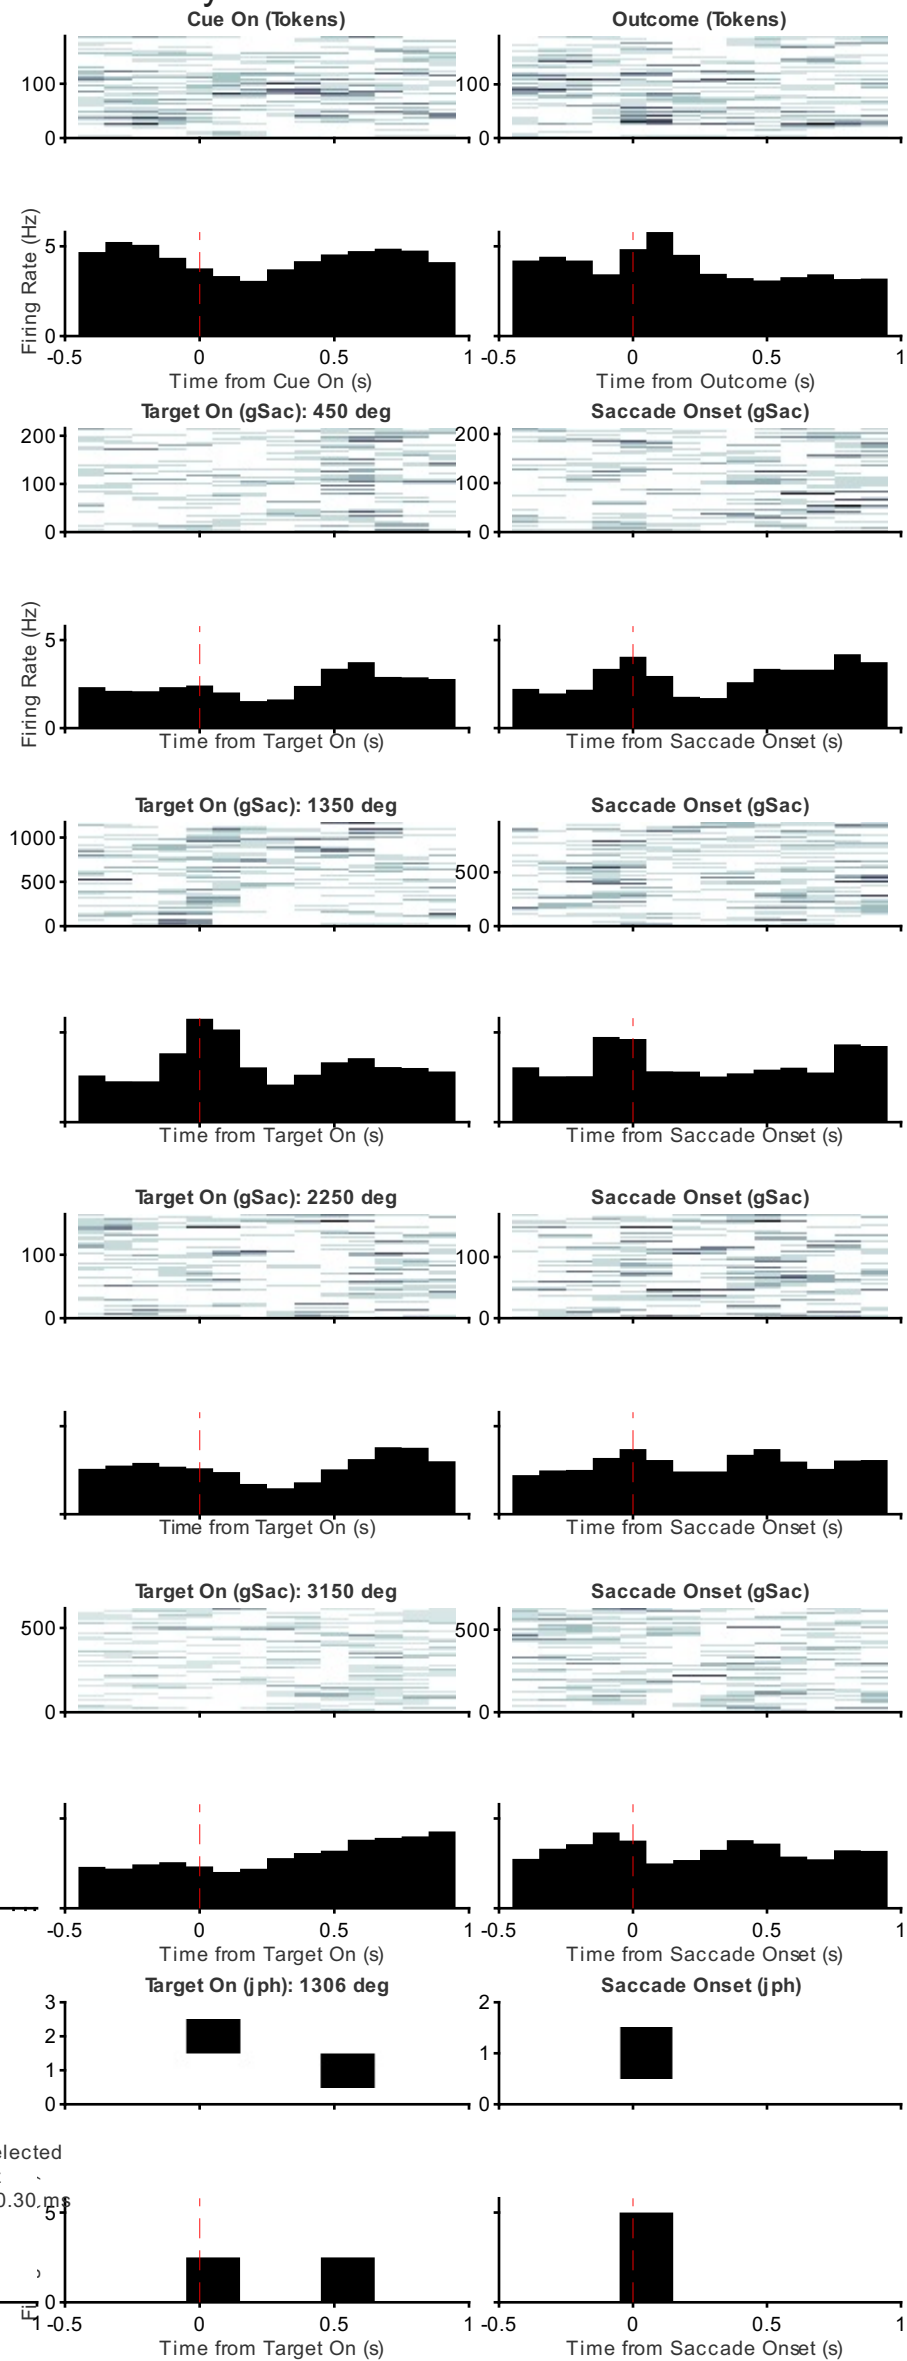 Cue On (Tokens) Outcome (Tokens)
100 100
0 0
Firing Rate (Hz)
5
0
-0.5 0 0.5 1 -0.5 0 0.5 1
Time from Cue On (s) Time from Outcome (s)
Target On (gSac): 450 deg Saccade Onset (gSac)
200 200
100 100
0 0
Firing Rate (Hz)
5
0
Time from Target On (s) Time from Saccade Onset (s)
Target On (gSac): 1350 deg Saccade Onset (gSac)
1000
500 500
0 0
Time from Target On (s) Time from Saccade Onset (s)
Target On (gSac): 2250 deg Saccade Onset (gSac)
100 100
0 0
Time from Target On (s) Time from Saccade Onset (s)
Target On (gSac): 3150 deg Saccade Onset (gSac)
500 500
0 0
-0.5 0 0.5 1 -0.5 0 0.5 1
Time from Target On (s) Time from Saccade Onset (s)
Target On (jph): 1306 deg Saccade Onset (jph)
3 2
2
1 1
0 0
elected
0.30 ms
5
0
1 -0.5 0 0.5 1 -0.5 0 0.5 1
Time from Target On (s) Time from Saccade Onset (s)